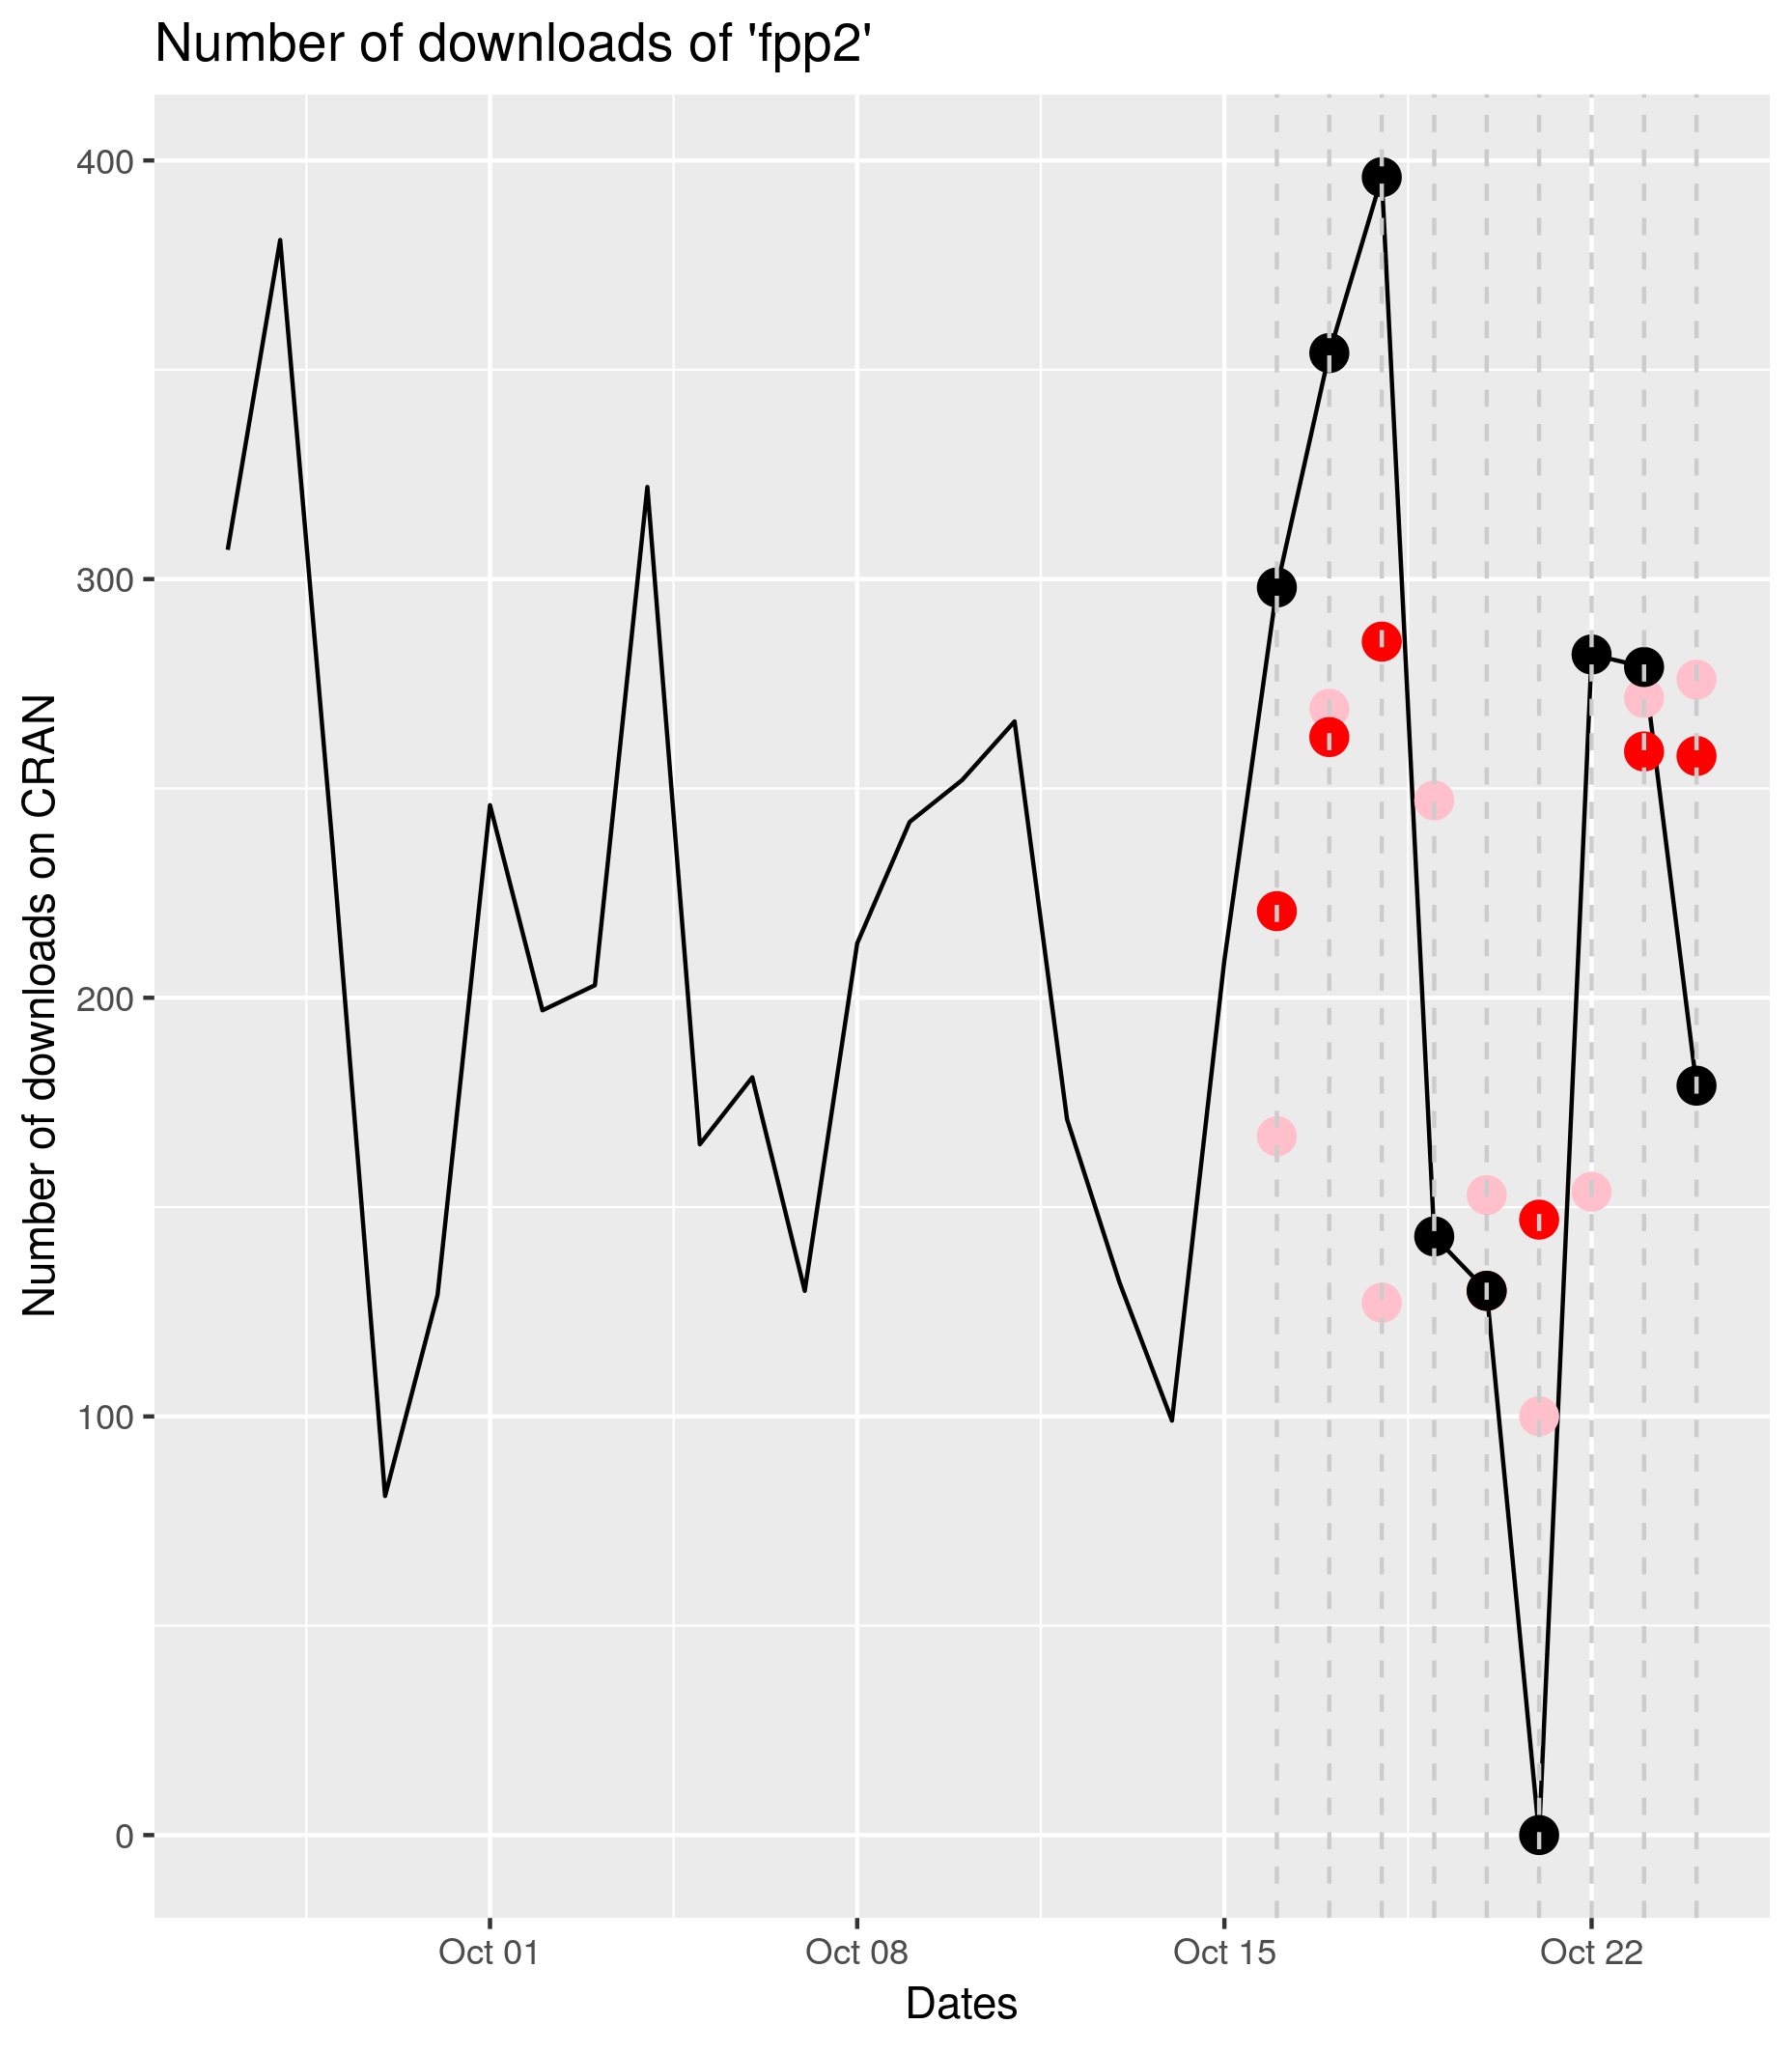 Number of downloads of 'fpp2'
Number of downloads on CRAN
400
300
200
100
0
Oct 01
Oct 08
Oct 15
Oct 22
Dates